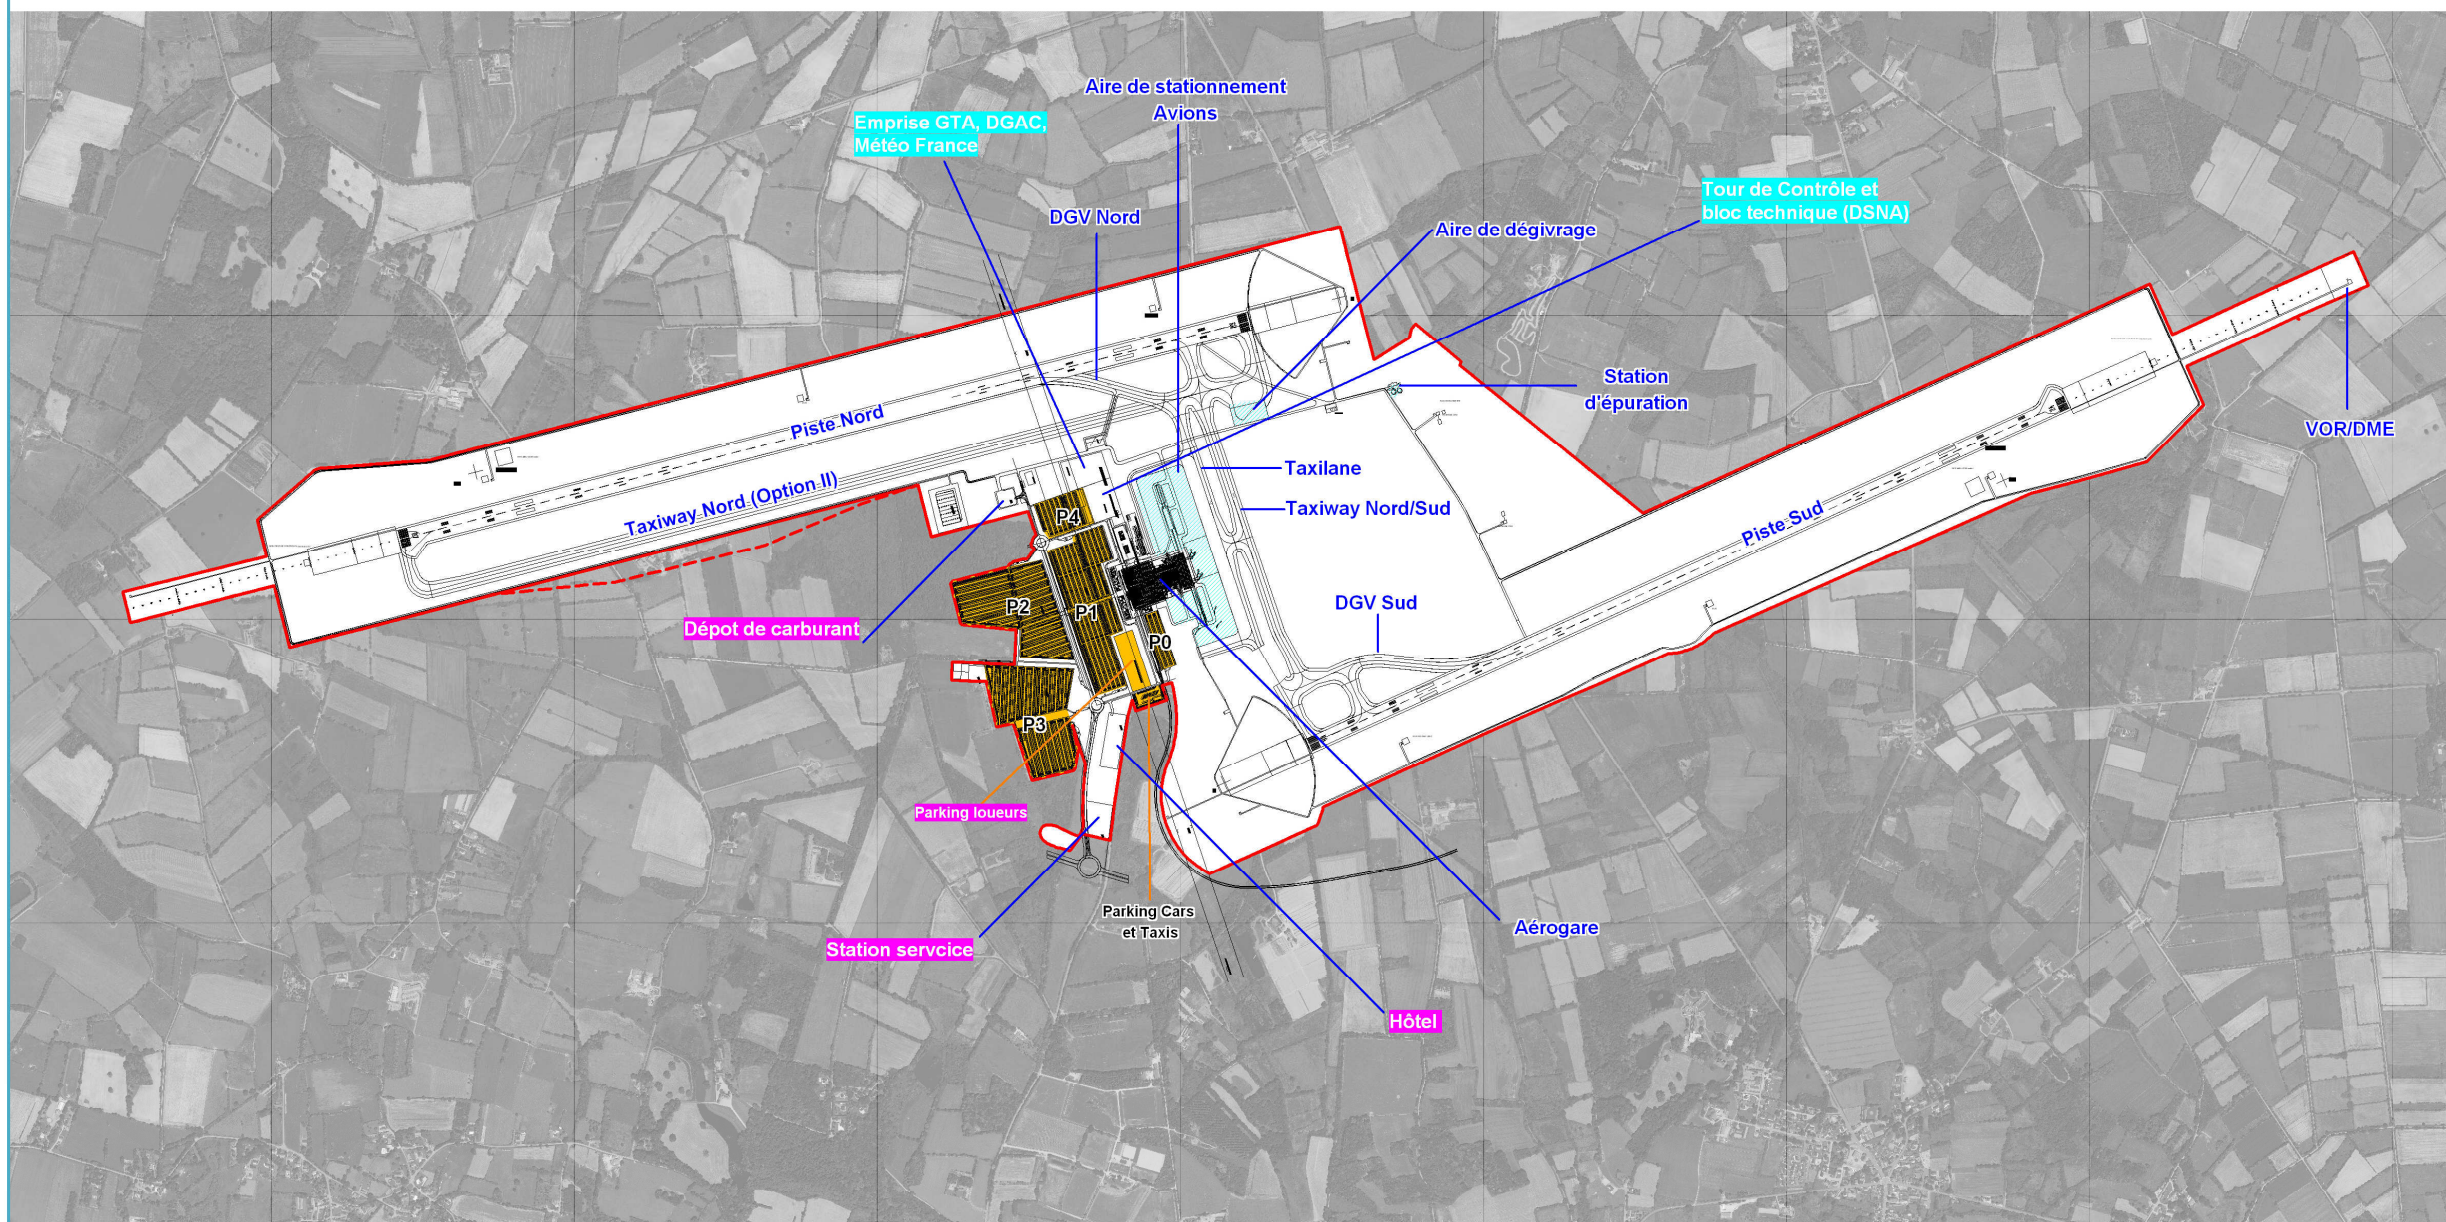 Aire de stationnement
Avions
Emprise GTA, DGAC,
Météo France
Tour de Contrôle et
bloc technique (DSNA)
DGV Nord
Aire de dégivrage
Station
d'épuration
VOR/DME
Piste Nord
Taxilane
Taxiway Nord (Option II)
Taxiway Nord/Sud
Piste Sud
P4
P2
P1
P0
DGV Sud
Dépot de carburant
P3
Parking loueurs
Parking Cars
et Taxis
Aérogare
Station servcice
Hôtel